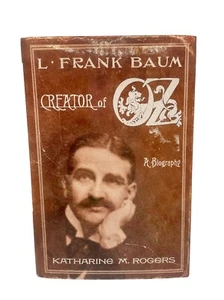 L. FRANK BAUM
CREATOR of OZ
A Biography
KATHARINE M. ROGERS